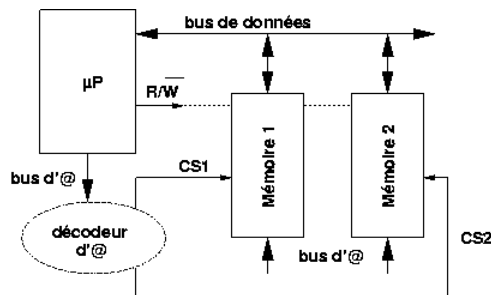 bus de données
µP
R/W̅
Mémoire 1
Mémoire 2
CS1
bus d'@
décodeur
d'@
bus d'@
CS2